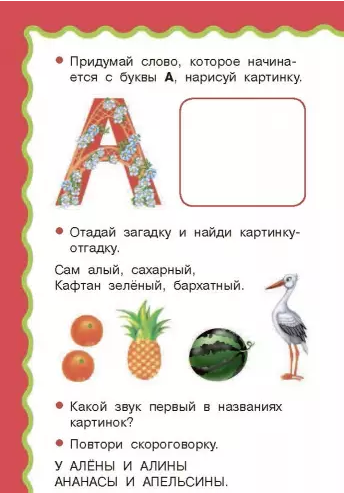 • Придумай слово, которое начина-
ется с буквы А, нарисуй картинку.
А
• Отадай загадку и найди картинку-
отгадку.
Сам алый, сахарный,
Кафтан зелёный, бархатный.
• Какой звук первый в названиях
картинок?
• Повтори скороговорку.
У АЛЁНЫ И АЛИНЫ
АНАНАСЫ И АПЕЛЬСИНЫ.